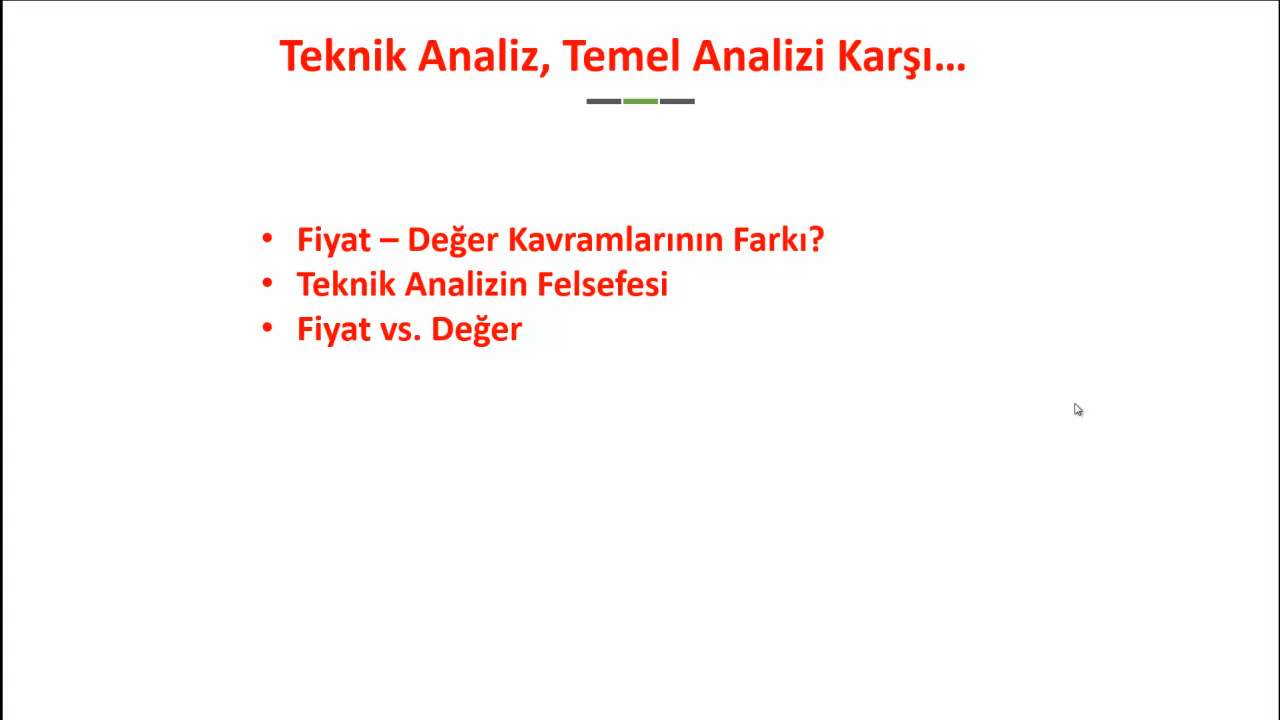 Teknik Analiz, Temel Analizi Karşı...
• Fiyat – Değer Kavramlarının Farkı?
• Teknik Analizin Felsefesi
• Fiyat vs. Değer